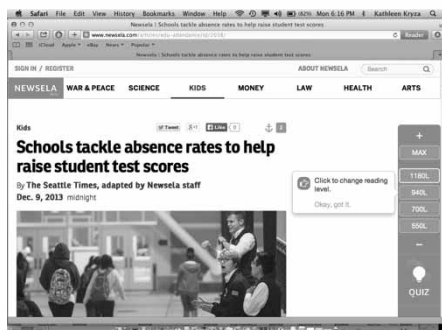 Safari File Edit View History Bookmarks Window Help (82%) Mon 6:16 PM Kathleen Kryza
Newsela | Schools tackle absence rates to help raise student test scores
www.newsela.com Reader
iCloud Apple eBay News Popular
Newsela | Schools tackle absence rates to help raise student test scores
SIGN IN / REGISTER ABOUT NEWSELA Search
NEWSELA WAR & PEACE SCIENCE KIDS MONEY LAW HEALTH ARTS
Kids Tweet +1 Like 0 2
Schools tackle absence rates to help
raise student test scores
By The Seattle Times, adapted by Newsela staff
Dec. 9, 2013 midnight
Click to change reading
level.
Okay, got it.
+
MAX
1180L
940L
700L
550L
-
QUIZ